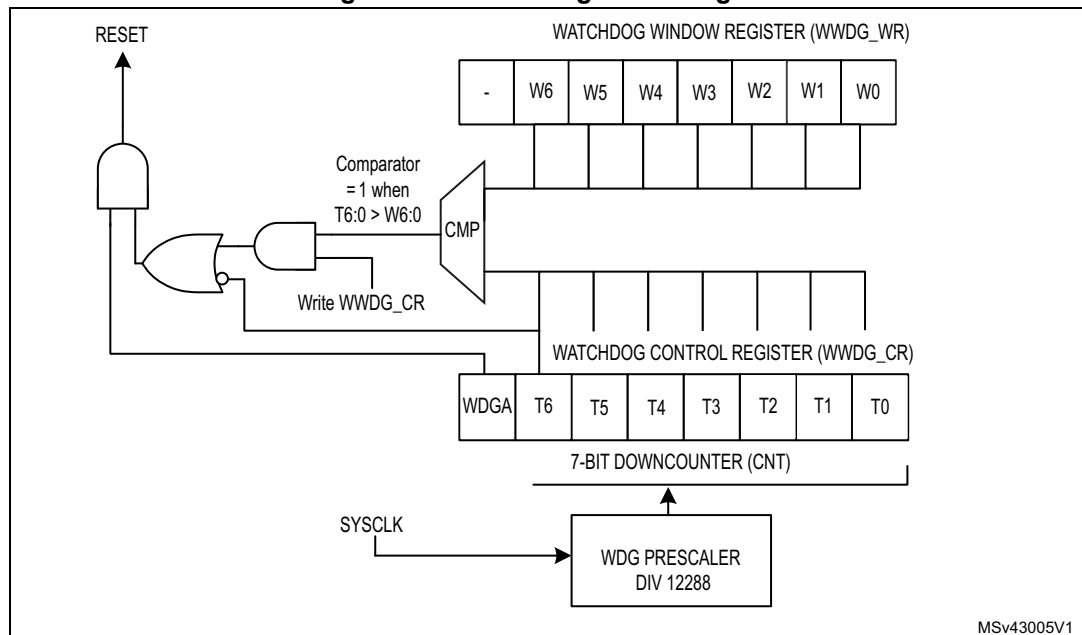 RESET
WATCHDOG WINDOW REGISTER (WWDG_WR)
- W6 W5 W4 W3 W2 W1 W0
Comparator
= 1 when
T6:0 > W6:0
CMP
Write WWDG_CR
WATCHDOG CONTROL REGISTER (WWDG_CR)
WDGA T6 T5 T4 T3 T2 T1 T0
7-BIT DOWNCOUNTER (CNT)
SYSCLK
WDG PRESCALER
DIV 12288
MSv43005V1